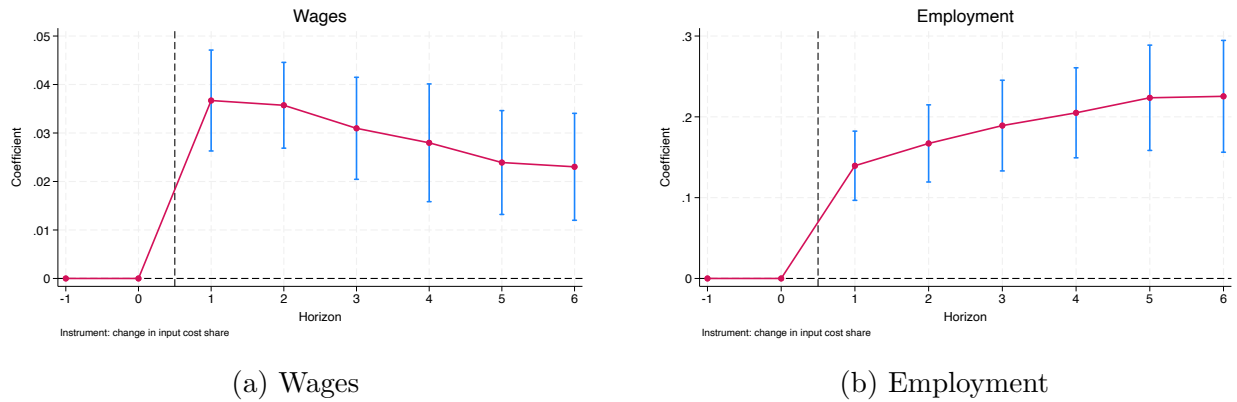 Wages
Coefficient
.05
.04
.03
.02
.01
0
-1 0 1 2 3 4 5 6
Horizon
Instrument: change in input cost share
(a) Wages
Employment
Coefficient
.3
.2
.1
0
-1 0 1 2 3 4 5 6
Horizon
Instrument: change in input cost share
(b) Employment